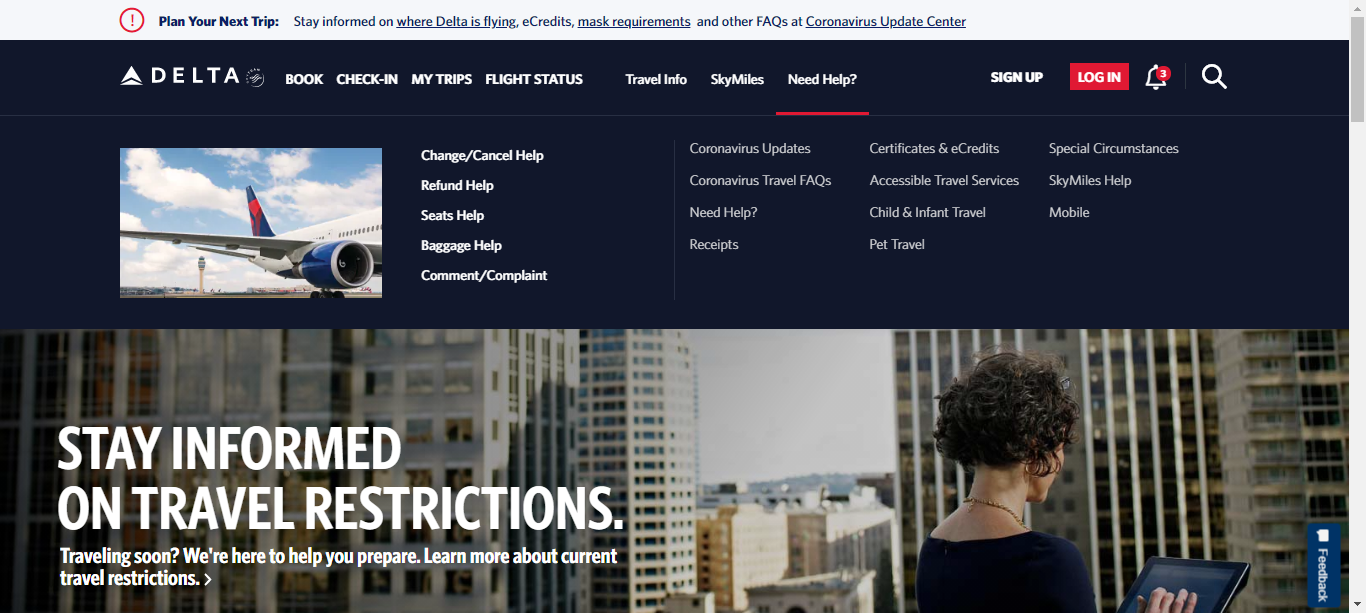 Plan Your Next Trip: Stay informed on where Delta is flying, eCredits, mask requirements and other FAQs at Coronavirus Update Center
DELTA BOOK CHECK-IN MY TRIPS FLIGHT STATUS Travel Info SkyMiles Need Help? SIGN UP LOG IN 3
Change/Cancel Help
Refund Help
Seats Help
Baggage Help
Comment/Complaint
Coronavirus Updates
Coronavirus Travel FAQs
Need Help?
Receipts
Certificates & eCredits
Accessible Travel Services
Child & Infant Travel
Pet Travel
Special Circumstances
SkyMiles Help
Mobile
STAY INFORMED
ON TRAVEL RESTRICTIONS.
Traveling soon? We're here to help you prepare. Learn more about current
travel restrictions. >
Feedback